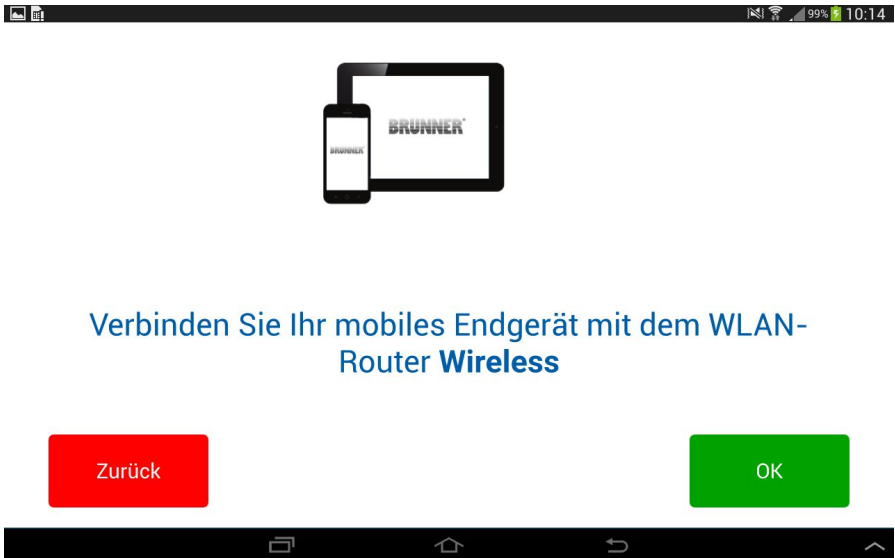 99% 10:14
BRUNNER
BRUNNER
Verbinden Sie Ihr mobiles Endgerät mit dem WLAN-
Router Wireless
Zurück
OK